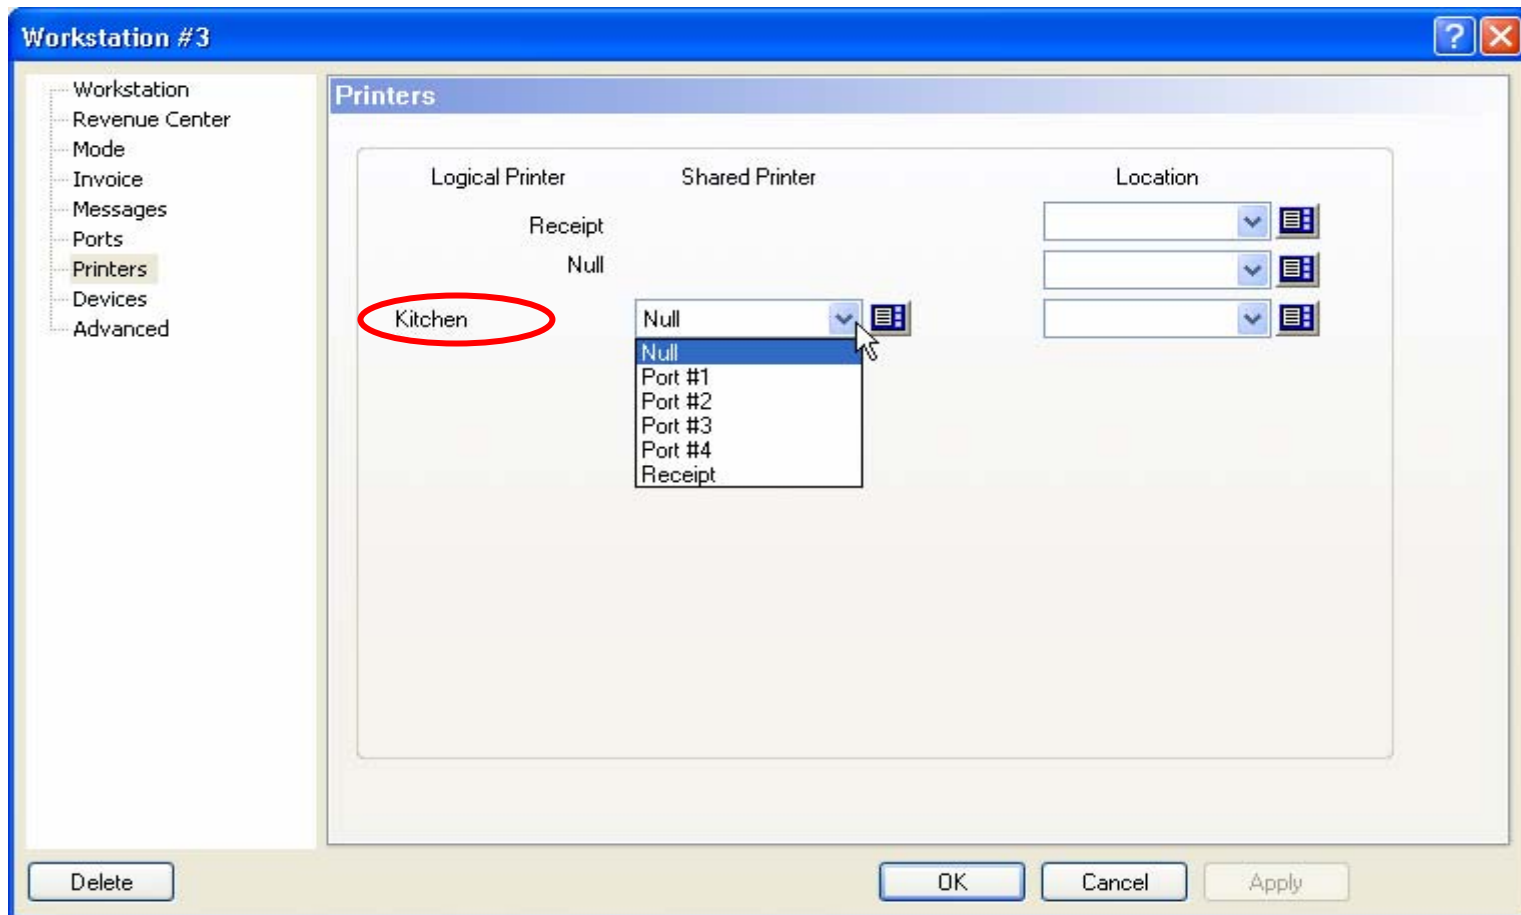 Workstation #3
Workstation
Revenue Center
Mode
Invoice
Messages
Ports
Printers
Devices
Advanced
Printers
Logical Printer Shared Printer Location
Receipt
Null
Kitchen Null
Null
Port #1
Port #2
Port #3
Port #4
Receipt
Delete OK Cancel Apply